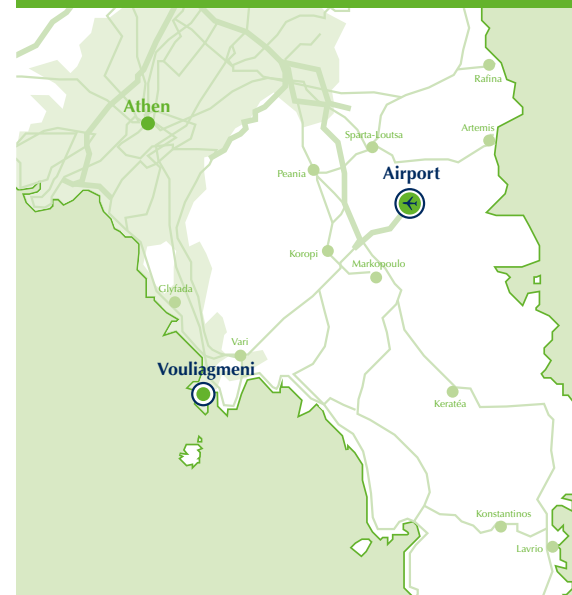 Rafina
Athen
Artemis
Sparta-Loutsa
Peania
Airport
Koropi
Markopoulo
Glyfada
Vari
Vouliagmeni
Keratéa
Konstantinos
Lavrio